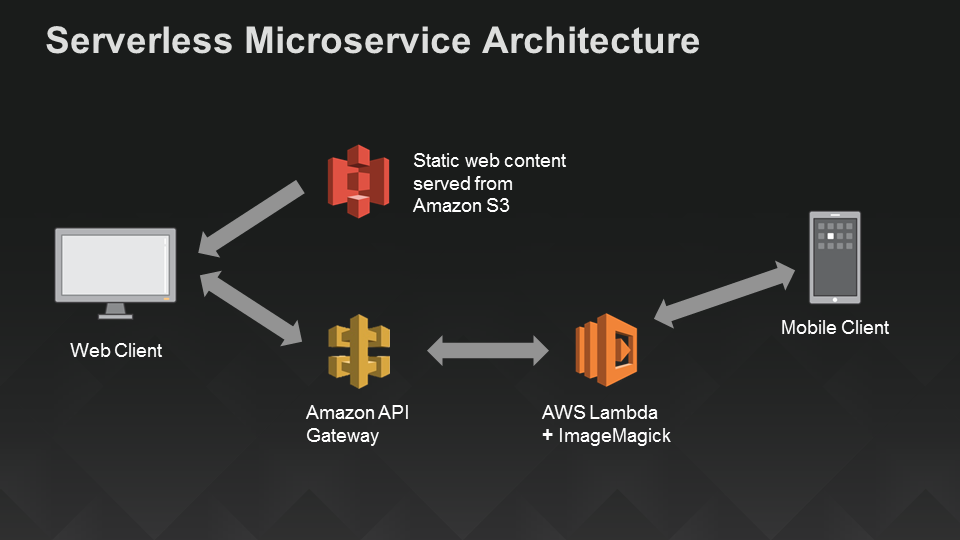 Serverless Microservice Architecture
Static web content
served from
Amazon S3
Web Client
Mobile Client
Amazon API
Gateway
AWS Lambda
+ ImageMagick